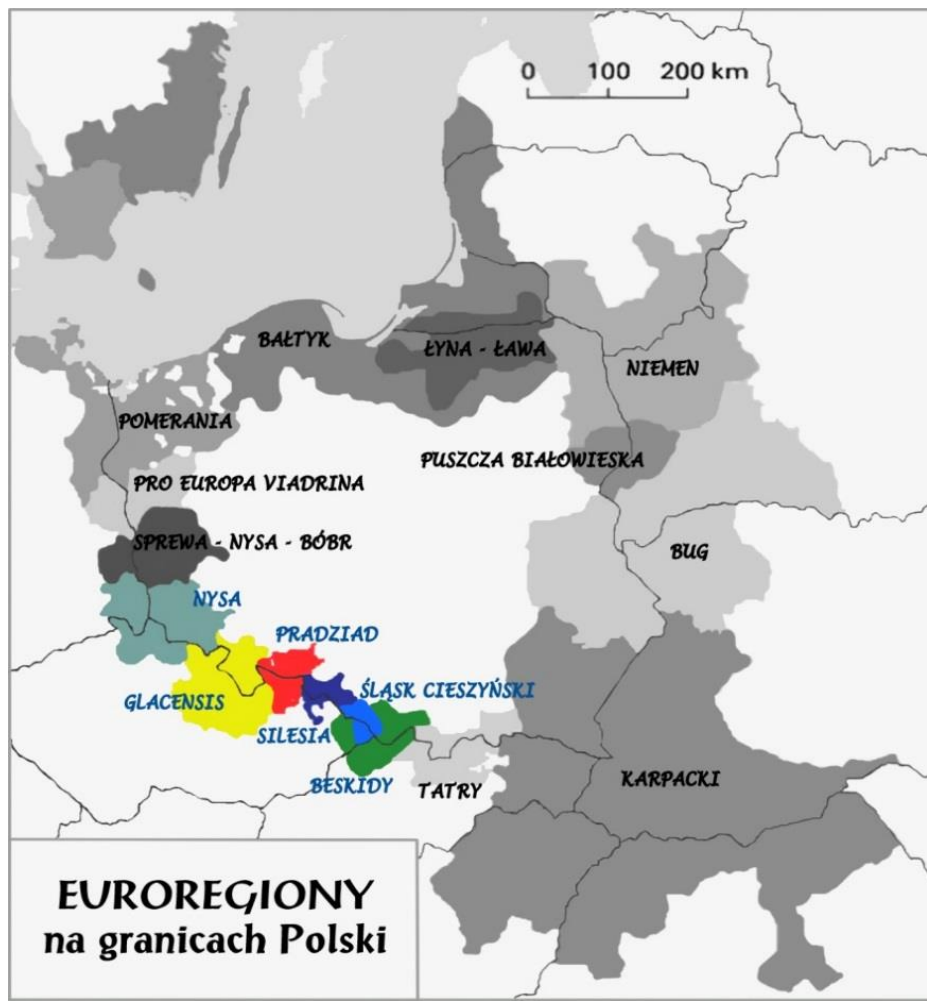 0 100 200 km
BAŁTYK
ŁYNA - ŁAWA
NIEMEN
POMERANIA
PUSZCZA BIAŁOWIESKA
PRO EUROPA VIADRINA
SPREWA - NYSA - BÓBR
BUG
NYSA
PRADZIAD
ŚLĄSK CIESZYŃSKI
GLACENSIS
SILESIA
BESKIDY
TATRY
KARPACKI
EUROREGIONY
na granicach Polski